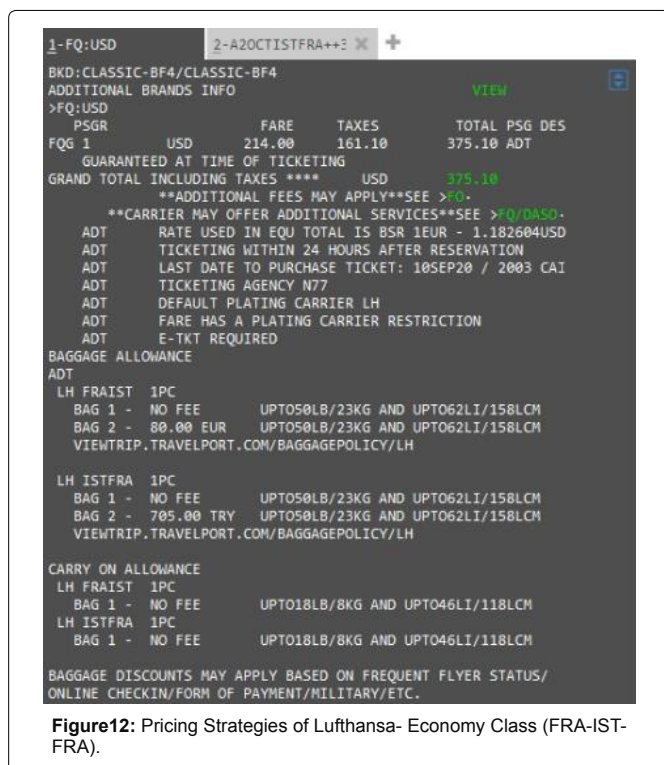 1-FQ:USD 2-A2OCTISTFRA++3
BKD:CLASSIC-BF4/CLASSIC-BF4
ADDITIONAL BRANDS INFO VIEW
>FQ:USD
PSGR FARE TAXES TOTAL PSG DES
FQG 1 USD 214.00 161.10 375.10 ADT
GUARANTEED AT TIME OF TICKETING
GRAND TOTAL INCLUDING TAXES **** USD 375.10
**ADDITIONAL FEES MAY APPLY**SEE >FO·
**CARRIER MAY OFFER ADDITIONAL SERVICES**SEE >FQ/DASO·
ADT RATE USED IN EQU TOTAL IS BSR 1EUR - 1.182604USD
ADT TICKETING WITHIN 24 HOURS AFTER RESERVATION
ADT LAST DATE TO PURCHASE TICKET: 10SEP20 / 2003 CAI
ADT TICKETING AGENCY N77
ADT DEFAULT PLATING CARRIER LH
ADT FARE HAS A PLATING CARRIER RESTRICTION
ADT E-TKT REQUIRED
BAGGAGE ALLOWANCE
ADT
LH FRAIST 1PC
BAG 1 - NO FEE UPTO50LB/23KG AND UPTO62LI/158LCM
BAG 2 - 80.00 EUR UPTO50LB/23KG AND UPTO62LI/158LCM
VIEWTRIP.TRAVELPORT.COM/BAGGAGEPOLICY/LH
LH ISTFRA 1PC
BAG 1 - NO FEE UPTO50LB/23KG AND UPTO62LI/158LCM
BAG 2 - 705.00 TRY UPTO50LB/23KG AND UPTO62LI/158LCM
VIEWTRIP.TRAVELPORT.COM/BAGGAGEPOLICY/LH
CARRY ON ALLOWANCE
LH FRAIST 1PC
BAG 1 - NO FEE UPTO18LB/8KG AND UPTO46LI/118LCM
LH ISTFRA 1PC
BAG 1 - NO FEE UPTO18LB/8KG AND UPTO46LI/118LCM
BAGGAGE DISCOUNTS MAY APPLY BASED ON FREQUENT FLYER STATUS/
ONLINE CHECKIN/FORM OF PAYMENT/MILITARY/ETC.
Figure12: Pricing Strategies of Lufthansa- Economy Class (FRA-IST-
FRA).